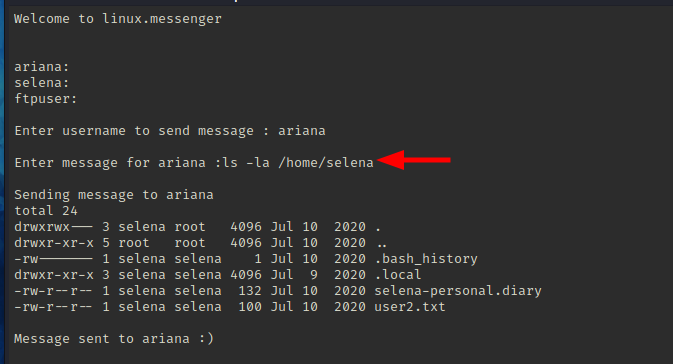 Welcome to linux.messenger
ariana:
selena:
ftpuser:
Enter username to send message : ariana
Enter message for ariana :ls -la /home/selena
Sending message to ariana
total 24
drwxrwx--- 3 selena root   4096 Jul 10  2020 .
drwxr-xr-x 5 root   root   4096 Jul 10  2020 ..
-rw------- 1 selena selena    1 Jul 10  2020 .bash_history
drwxr-xr-x 3 selena selena 4096 Jul  9  2020 .local
-rw-r--r-- 1 selena selena  132 Jul 10  2020 selena-personal.diary
-rw-r--r-- 1 selena selena  100 Jul 10  2020 user2.txt
Message sent to ariana :)